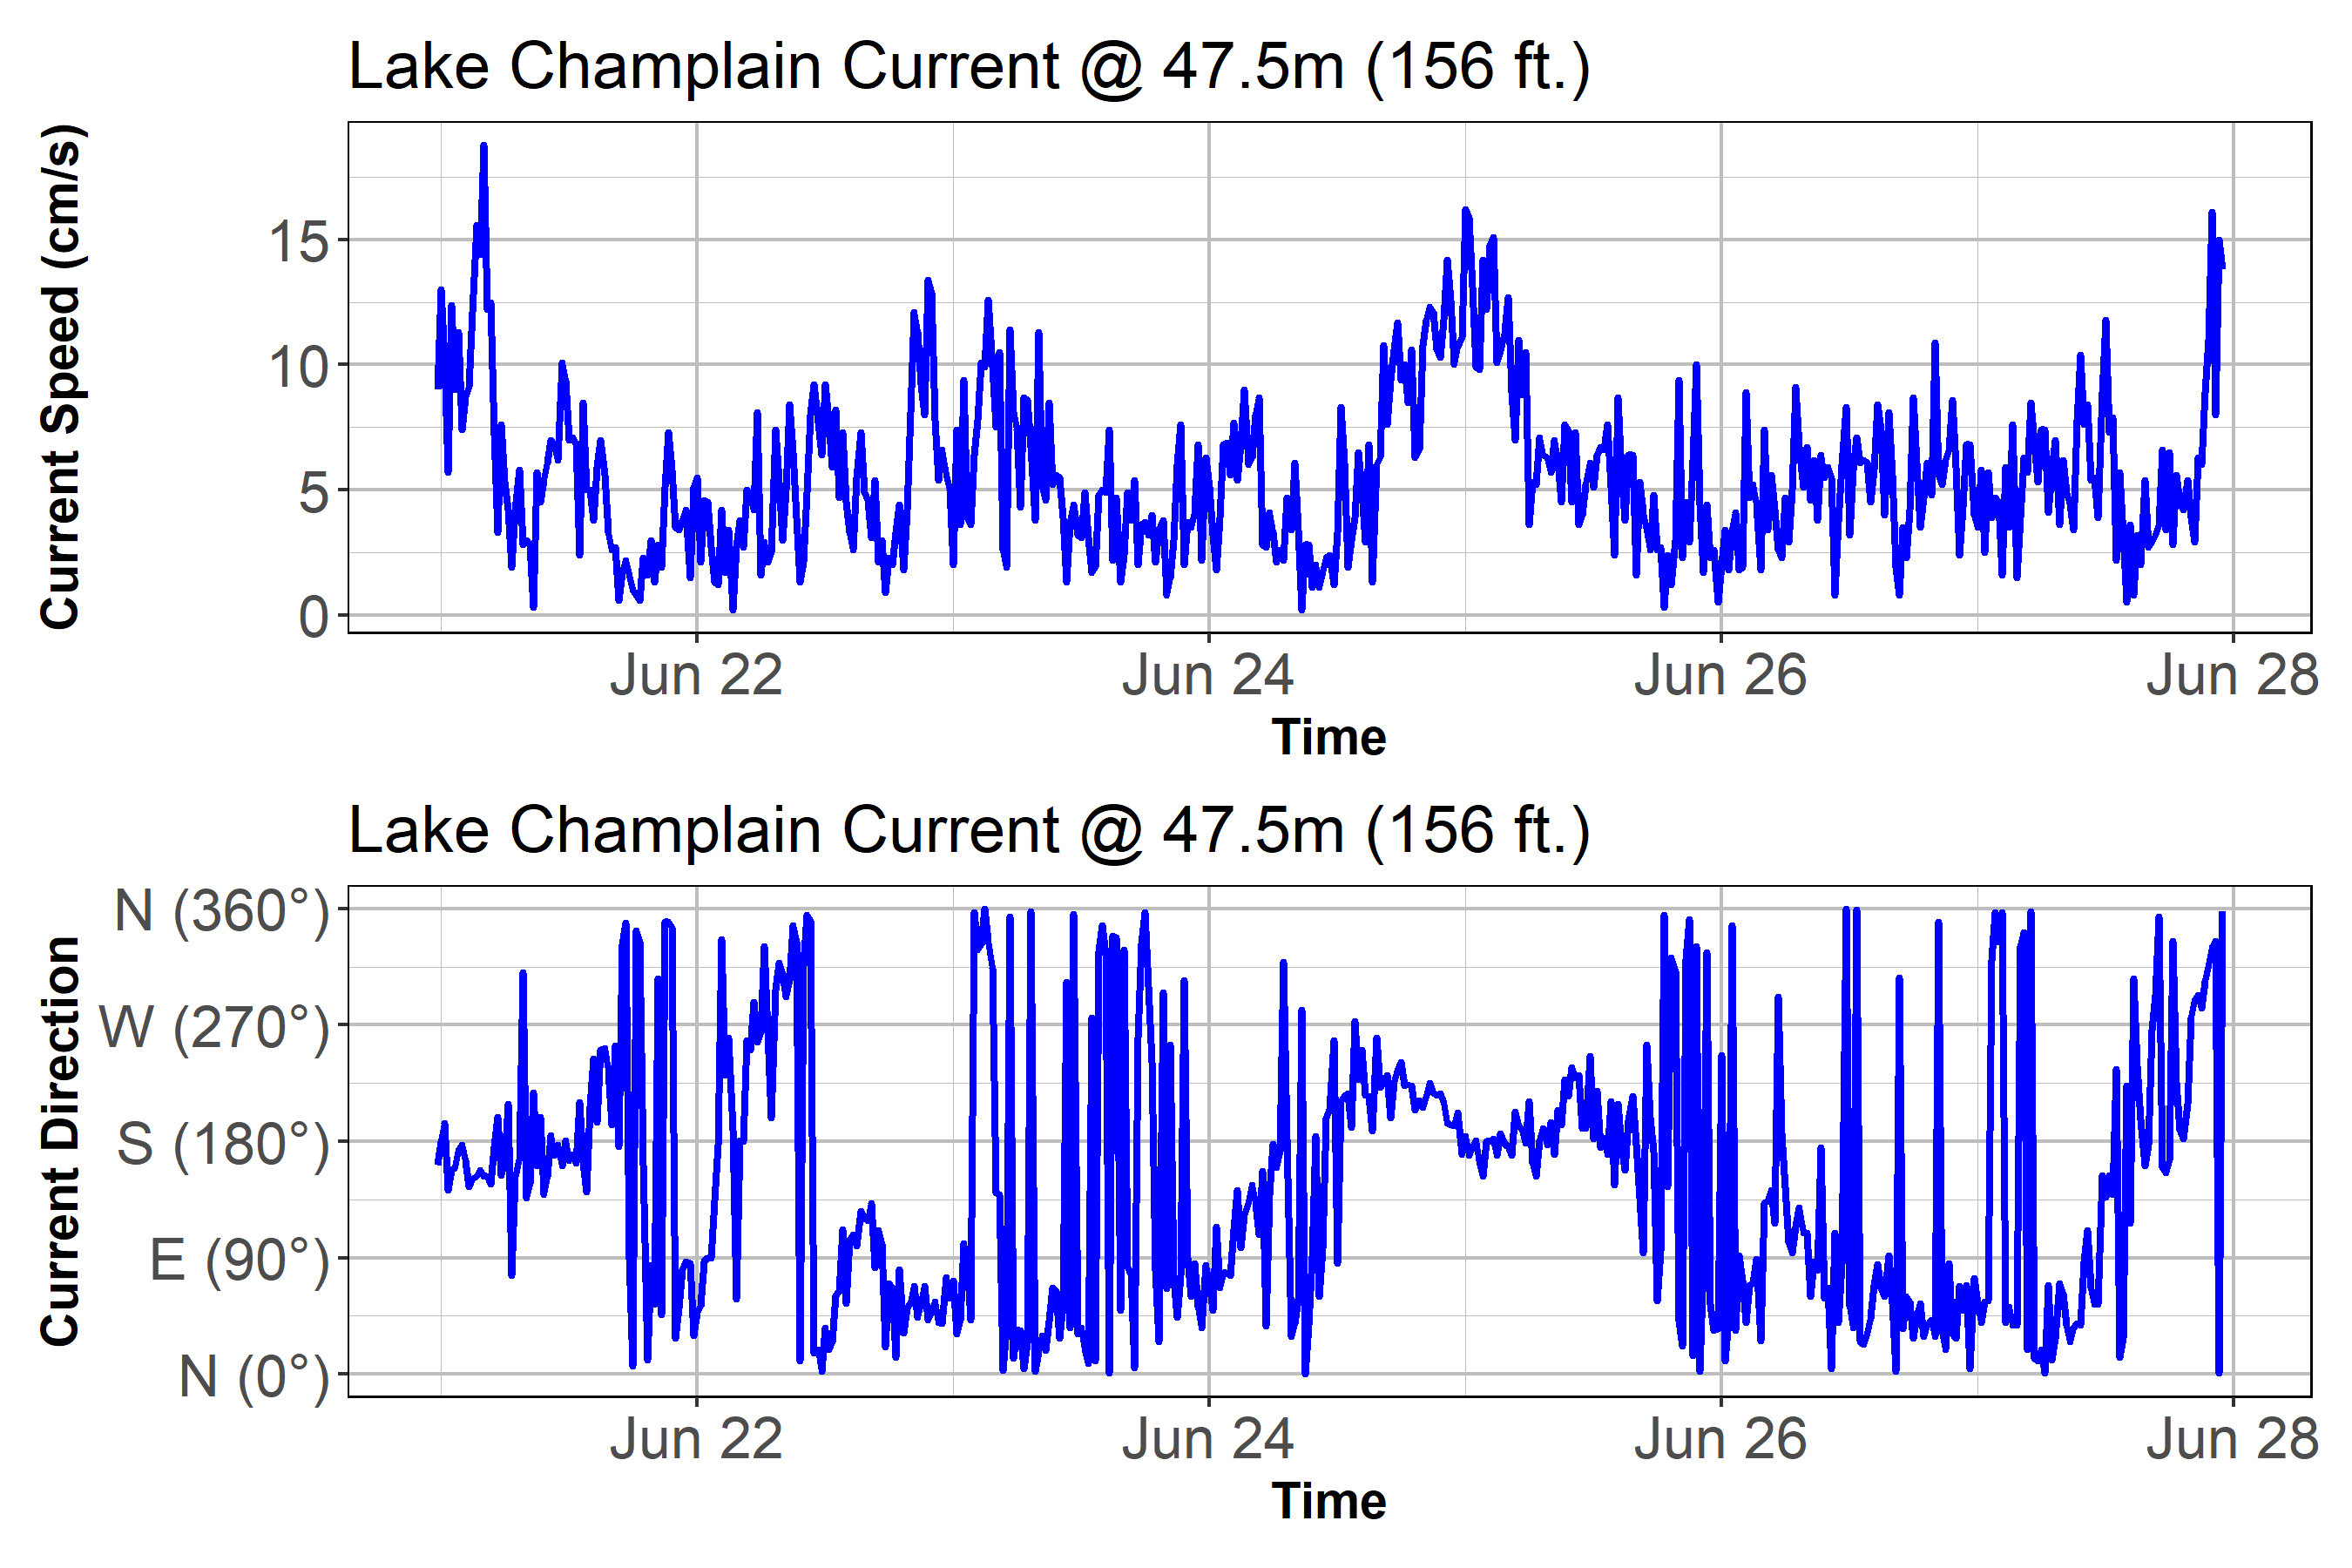 Lake Champlain Current @ 47.5m (156 ft.)
Current Speed (cm/s)
15
10
5
0
Jun 22 Jun 24 Jun 26 Jun 28
Time
Lake Champlain Current @ 47.5m (156 ft.)
Current Direction
N (360°)
W (270°)
S (180°)
E (90°)
N (0°)
Jun 22 Jun 24 Jun 26 Jun 28
Time